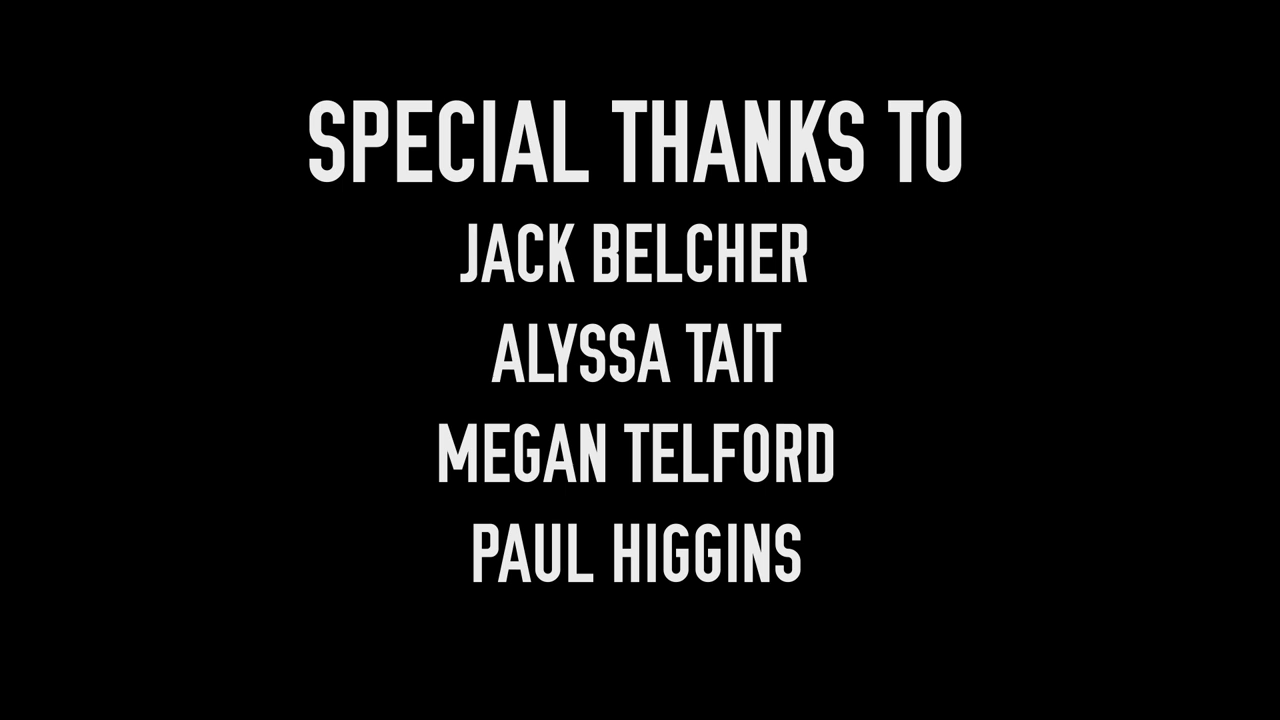 SPECIAL THANKS TO
JACK BELCHER
ALYSSA TAIT
MEGAN TELFORD
PAUL HIGGINS